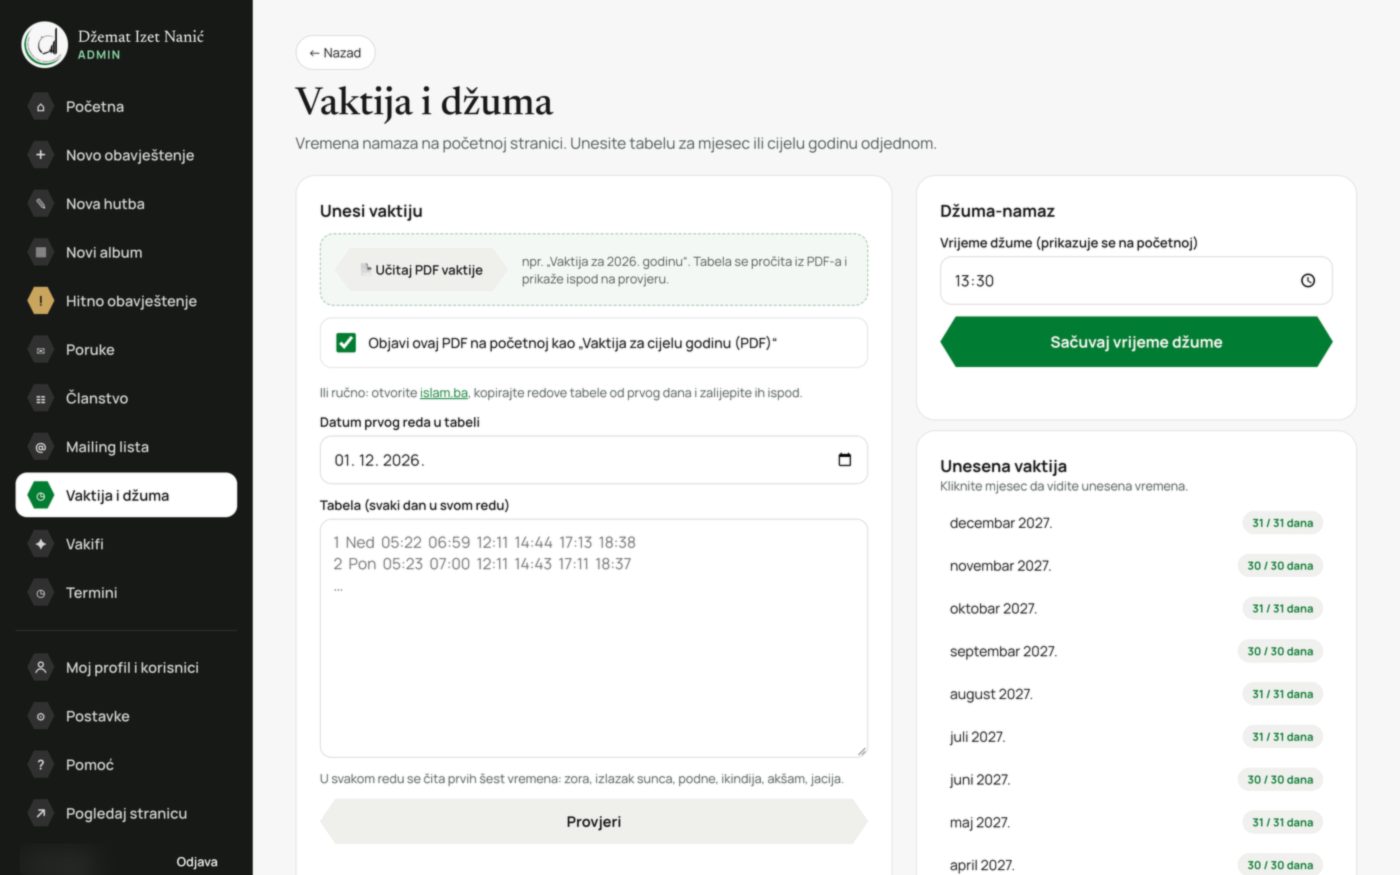 Džemat Izet Nanić
ADMIN
Početna
Novo obavještenje
Nova hutba
Novi album
Hitno obavještenje
Poruke
Članstvo
Mailing lista
Vaktija i džuma
Vakifi
Termini
Moj profil i korisnici
Postavke
Pomoć
Pogledaj stranicu
Odjava
← Nazad
Vaktija i džuma
Vremena namaza na početnoj stranici. Unesite tabelu za mjesec ili cijelu godinu odjednom.
Unesi vaktiju
Učitaj PDF vaktije
npr. „Vaktija za 2026. godinu“. Tabela se pročita iz PDF-a i
prikaže ispod na provjeru.
Objavi ovaj PDF na početnoj kao „Vaktija za cijelu godinu (PDF)“
Ili ručno: otvorite islam.ba, kopirajte redove tabele od prvog dana i zalijepite ih ispod.
Datum prvog reda u tabeli
01. 12. 2026.
Tabela (svaki dan u svom redu)
1 Ned 05:22 06:59 12:11 14:44 17:13 18:38
2 Pon 05:23 07:00 12:11 14:43 17:11 18:37
...
U svakom redu se čita prvih šest vremena: zora, izlazak sunca, podne, ikindija, akšam, jacija.
Provjeri
Džuma-namaz
Vrijeme džume (prikazuje se na početnoj)
13:30
Sačuvaj vrijeme džume
Unesena vaktija
Kliknite mjesec da vidite unesena vremena.
decembar 2027. 31 / 31 dana
novembar 2027. 30 / 30 dana
oktobar 2027. 31 / 31 dana
septembar 2027. 30 / 30 dana
august 2027. 31 / 31 dana
juli 2027. 31 / 31 dana
juni 2027. 30 / 30 dana
maj 2027. 31 / 31 dana
april 2027. 30 / 30 dana